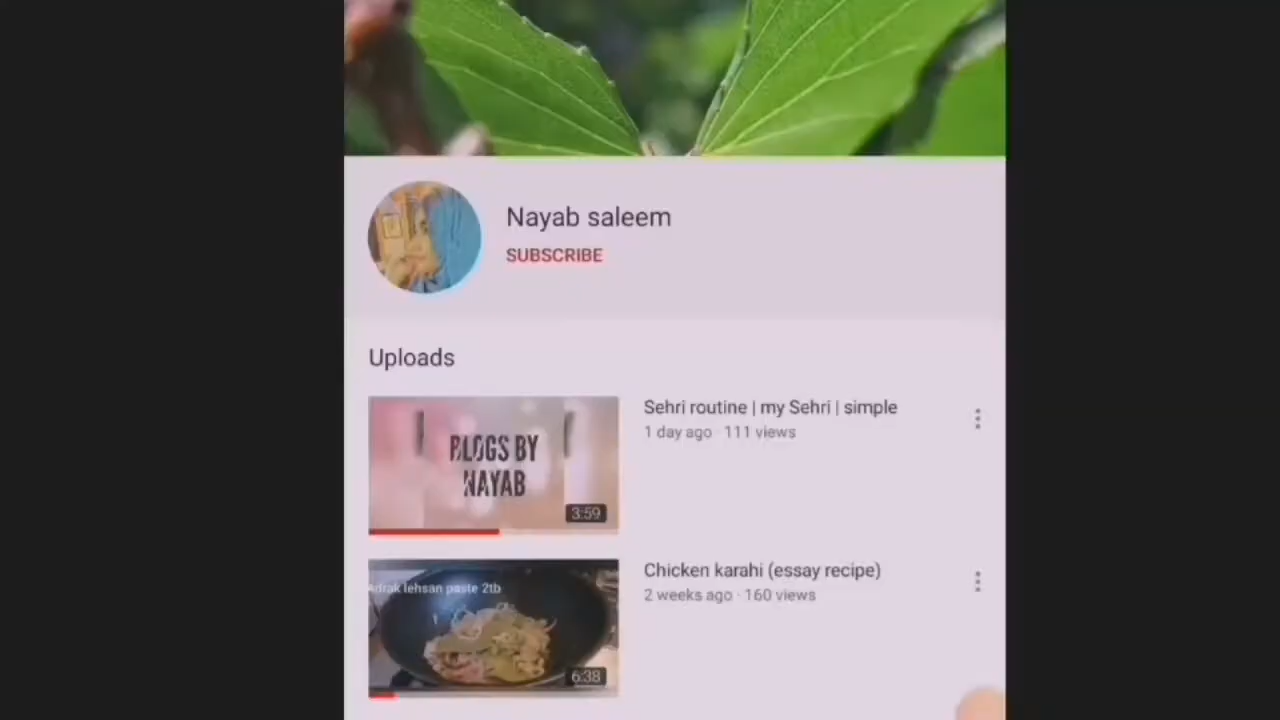 Nayab saleem
SUBSCRIBE
Uploads
BLOGS BY
NAYAB
3:59
Sehri routine | my Sehri | simple
1 day ago · 111 views
Adrak lehsan paste 2tb
6:38
Chicken karahi (essay recipe)
2 weeks ago · 160 views